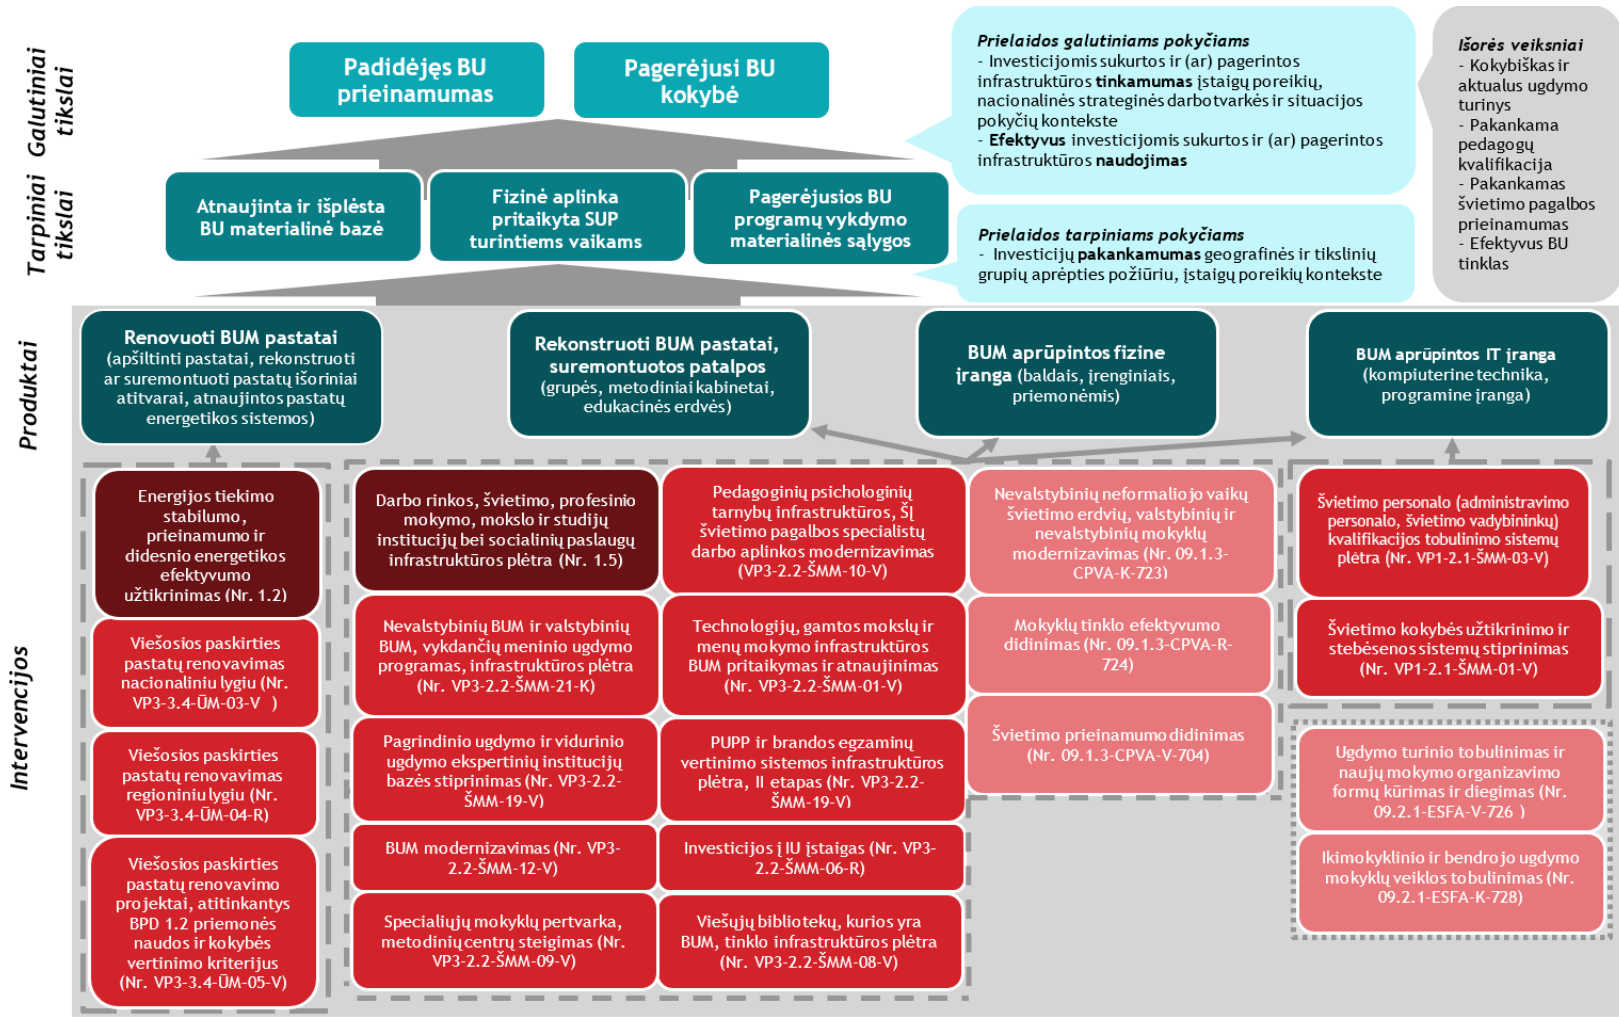 Galutiniai
tikslai
Padidėjęs BU
prieinamumas
Pagerėjusi BU
kokybė
Prielaidos galutiniams pokyčiams
- Investicijomis sukurtos ir (ar) pagerintos
infrastruktūros tinkamumas įstaigų poreikių,
nacionalinės strateginės darbotvarkės ir situacijos
pokyčių kontekste
- Efektyvus investicijomis sukurtos ir (ar) pagerintos
infrastruktūros naudojimas
Išorės veiksniai
- Kokybiškas ir
aktualus ugdymo
turinys
- Pakankama
pedagogų
kvalifikacija
- Pakankamas
švietimo pagalbos
prieinamumas
- Efektyvus BU
tinklas
Tarpiniai
tikslai
Atnaujinta ir išplėsta
BU materialinė bazė
Fizinė aplinka
pritaikyta SUP
turintiems vaikams
Pagerėjusios BU
programų vykdymo
materialinės sąlygos
Prielaidos tarpiniams pokyčiams
- Investicijų pakankamumas geografinės ir tikslinių
grupių aprėpties požiūriu, įstaigų poreikių kontekste
Produktai
Renovuoti BUM pastatai
(apšiltinti pastatai, rekonstruoti
ar suremontuoti pastatų išoriniai
atitvarai, atnaujintos pastatų
energetikos sistemos)
Rekonstruoti BUM pastatai,
suremontuotos patalpos
(grupės, metodiniai kabinetai,
edukacinės erdvės)
BUM aprūpintos fizine
įranga (baldais, įrenginiais,
priemonėmis)
BUM aprūpintos IT įranga
(kompiuterine technika,
programine įranga)
Intervencijos
Energijos tiekimo
stabilumo,
prieinamumo ir
didesnio energetikos
efektyvumo
užtikrinimas (Nr. 1.2)
Viešosios paskirties
pastatų renovavimas
nacionaliniu lygiu (Nr.
VP3-3.4-ŪM-03-V )
Viešosios paskirties
pastatų renovavimas
regioniniu lygiu (Nr.
VP3-3.4-ŪM-04-R)
Viešosios paskirties
pastatų renovavimo
projektai, atitinkantys
BPD 1.2 priemonės
naudos ir kokybės
vertinimo kriterijus
(Nr. VP3-3.4-ŪM-05-V)
Darbo rinkos, švietimo, profesinio
mokymo, mokslo ir studijų
institucijų bei socialinių paslaugų
infrastruktūros plėtra (Nr. 1.5)
Nevalstybinių BUM ir valstybinių
BUM, vykdančių meninio ugdymo
programas, infrastruktūros plėtra
(Nr. VP3-2.2-ŠMM-21-K)
Pagrindinio ugdymo ir vidurinio
ugdymo ekspertinių institucijų
bazės stiprinimas (Nr. VP3-2.2-
ŠMM-19-V)
BUM modernizavimas (Nr. VP3-
2.2-ŠMM-12-V)
Specialiųjų mokyklų pertvarka,
metodinių centrų steigimas (Nr.
VP3-2.2-ŠMM-09-V)
Pedagoginių psichologinių
tarnybų infrastruktūros, ŠĮ
švietimo pagalbos specialistų
darbo aplinkos modernizavimas
(VP3-2.2-ŠMM-10-V)
Technologijų, gamtos mokslų ir
menų mokymo infrastruktūros
BUM pritaikymas ir atnaujinimas
(Nr. VP3-2.2-ŠMM-01-V)
PUPP ir brandos egzaminų
vertinimo sistemos infrastruktūros
plėtra, II etapas (Nr. VP3-2.2-
ŠMM-19-V)
Investicijos į IU įstaigas (Nr. VP3-
2.2-ŠMM-06-R)
Viešųjų bibliotekų, kurios yra
BUM, tinklo infrastruktūros plėtra
(Nr. VP3-2.2-ŠMM-08-V)
Nevalstybinių neformaliojo vaikų
švietimo erdvių, valstybinių ir
nevalstybinių mokyklų
modernizavimas (Nr. 09.1.3-
CPVA-K-723)
Mokyklų tinklo efektyvumo
didinimas (Nr. 09.1.3-CPVA-R-
724)
Švietimo prieinamumo didinimas
(Nr. 09.1.3-CPVA-V-704)
Švietimo personalo (administravimo
personalo, švietimo vadybininkų)
kvalifikacijos tobulinimo sistemų
plėtra (Nr. VP1-2.1-ŠMM-03-V)
Švietimo kokybės užtikrinimo ir
stebėsenos sistemų stiprinimas
(Nr. VP1-2.1-ŠMM-01-V)
Ugdymo turinio tobulinimas ir
naujų mokymo organizavimo
formų kūrimas ir diegimas (Nr.
09.2.1-ESFA-V-726 )
Ikimokyklinio ir bendrojo ugdymo
mokyklų veiklos tobulinimas (Nr.
09.2.1-ESFA-K-728)